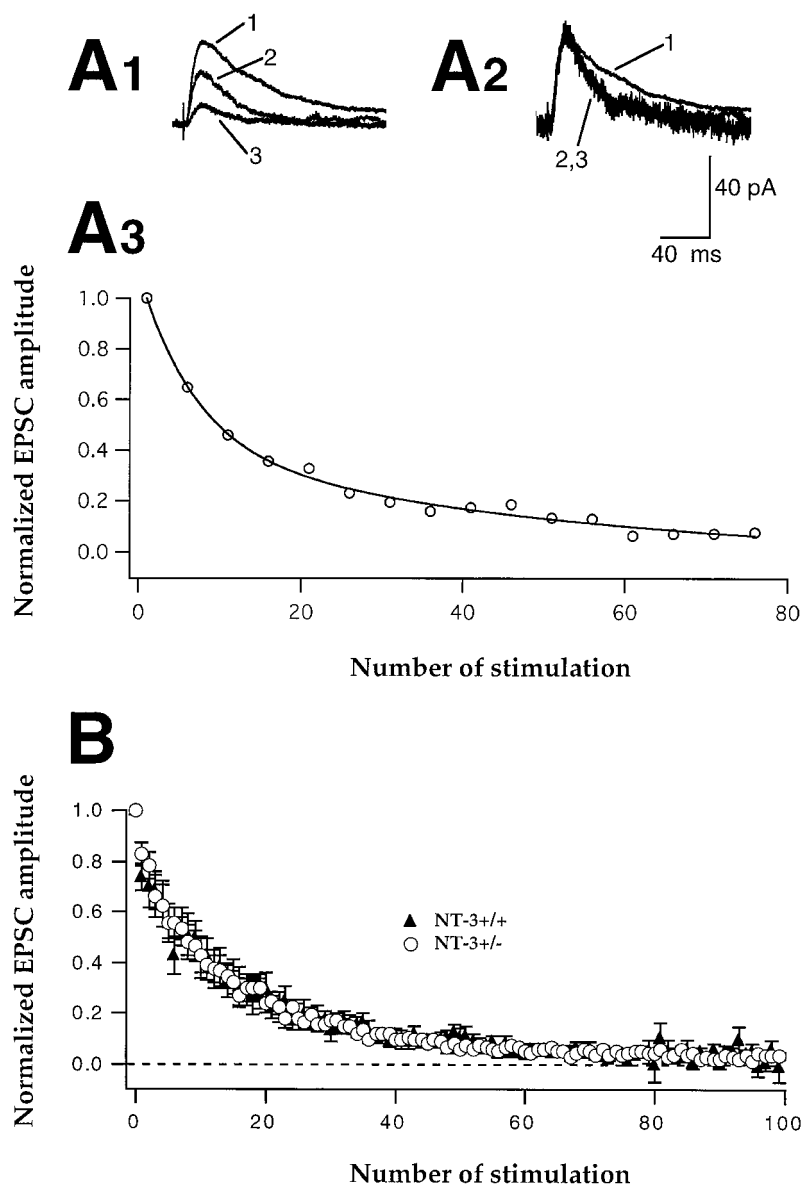 A1
1
2
3
A2
1
2,3
40 pA
40 ms
A3
Normalized EPSC amplitude
1.0
0.8
0.6
0.4
0.2
0.0
0
20
40
60
80
Number of stimulation
B
Normalized EPSC amplitude
1.0
0.8
0.6
0.4
0.2
0.0
NT-3+/+
NT-3+/-
0
20
40
60
80
100
Number of stimulation